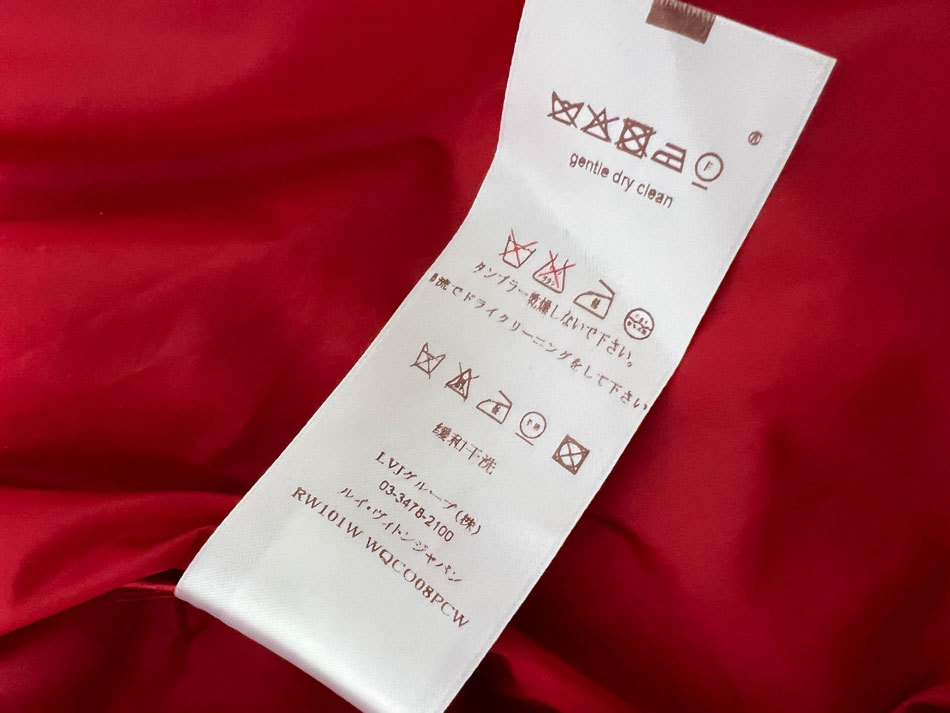 F
gentle dry clean
タンブラー乾燥しないで下さい。
洗でドライクリーニングをして下さい
緩和干洗
LVJグループ(株)
03-3478-2100
ルイ・ヴィトンジャパン
RW101W WQCO08PCW